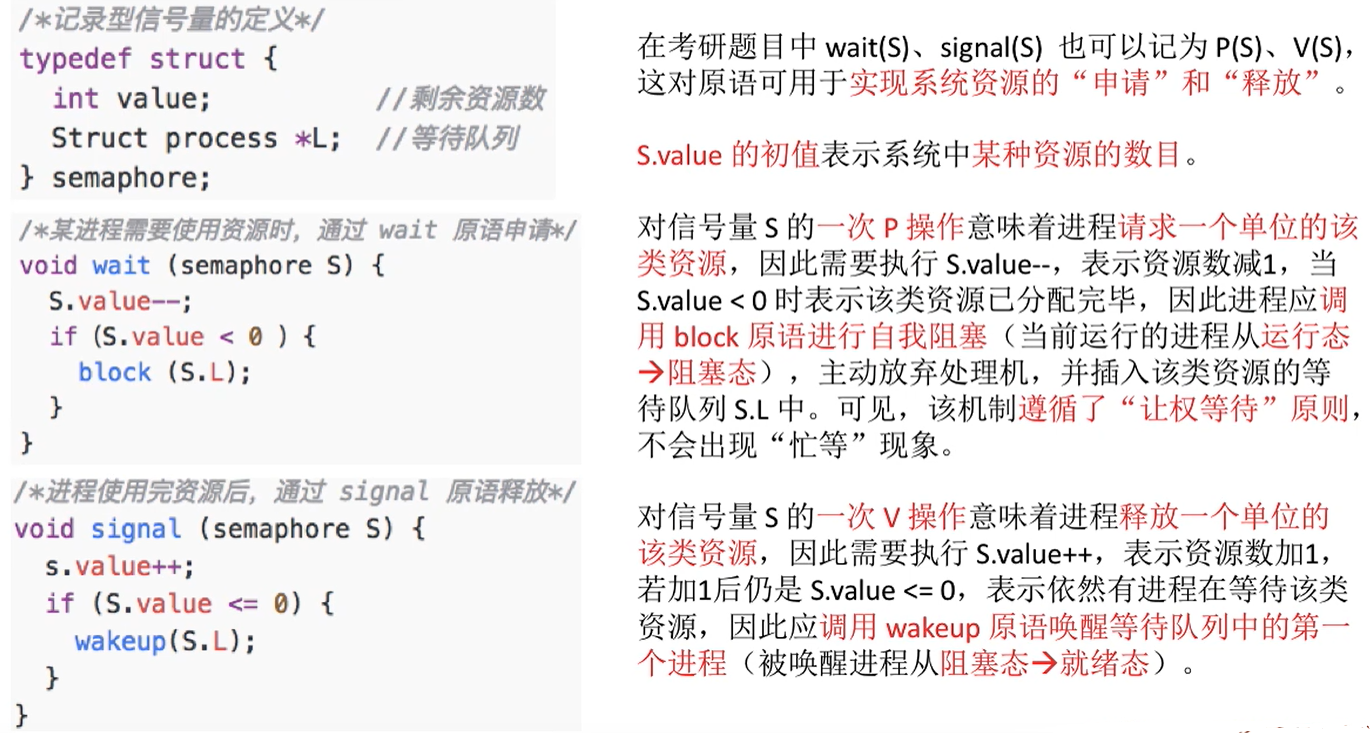 /*记录型信号量的定义*/
typedef struct {
int value; //剩余资源数
Struct process *L; //等待队列
} semaphore;
/*某进程需要使用资源时，通过 wait 原语申请*/
void wait (semaphore S) {
S.value--;
if (S.value < 0 ) {
block (S.L);
}
}
/*进程使用完资源后，通过 signal 原语释放*/
void signal (semaphore S) {
s.value++;
if (S.value <= 0) {
wakeup(S.L);
}
}
在考研题目中 wait(S)、signal(S) 也可以记为 P(S)、V(S)，
这对原语可用于实现系统资源的“申请”和“释放”。
S.value 的初值表示系统中某种资源的数目。
对信号量 S 的一次 P 操作意味着进程请求一个单位的该
类资源，因此需要执行 S.value--，表示资源数减1，当
S.value < 0 时表示该类资源已分配完毕，因此进程应调
用 block 原语进行自我阻塞（当前运行的进程从运行态
→阻塞态），主动放弃处理机，并插入该类资源的等
待队列 S.L 中。可见，该机制遵循了“让权等待”原则，
不会出现“忙等”现象。
对信号量 S 的一次 V 操作意味着进程释放一个单位的
该类资源，因此需要执行 S.value++，表示资源数加1，
若加1后仍是 S.value <= 0，表示依然有进程在等待该类
资源，因此应调用 wakeup 原语唤醒等待队列中的第一
个进程（被唤醒进程从阻塞态→就绪态）。